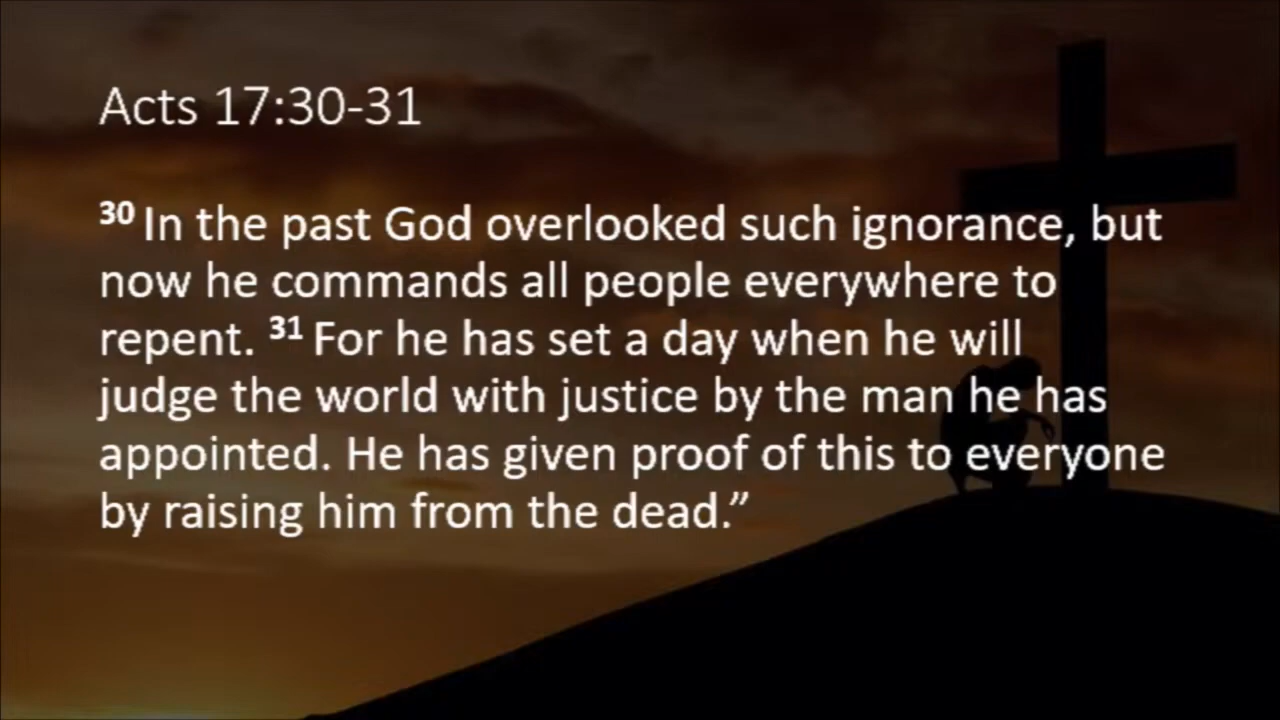 Acts 17:30-31
30 In the past God overlooked such ignorance, but
now he commands all people everywhere to
repent. 31 For he has set a day when he will
judge the world with justice by the man he has
appointed. He has given proof of this to everyone
by raising him from the dead.”